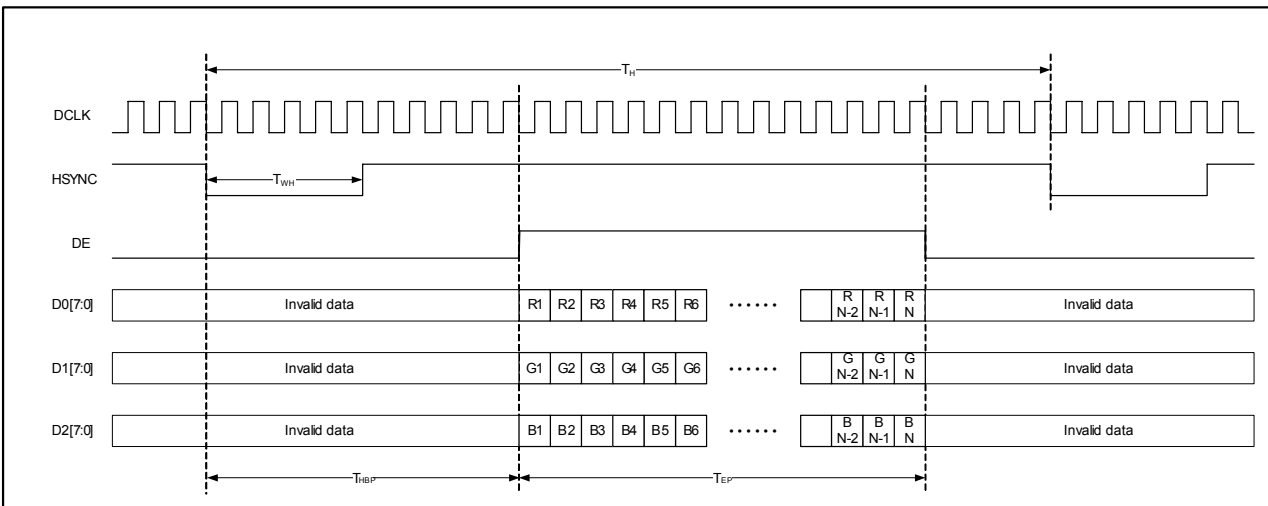 TH
DCLK
HSYNC
TWH
DE
D0[7:0] Invalid data R1 R2 R3 R4 R5 R6 ······ R N-2 R N-1 R N Invalid data
D1[7:0] Invalid data G1 G2 G3 G4 G5 G6 ······ G N-2 G N-1 G N Invalid data
D2[7:0] Invalid data B1 B2 B3 B4 B5 B6 ······ B N-2 B N-1 B N Invalid data
THBP TEP